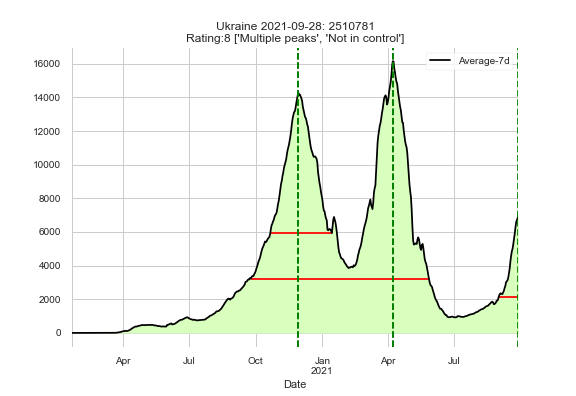 Ukraine 2021-09-28: 2510781
Rating:8 ['Multiple peaks', 'Not in control']
Average-7d
16000
14000
12000
10000
8000
6000
4000
2000
0
Apr
Jul
Oct
Jan
2021
Apr
Jul
Date